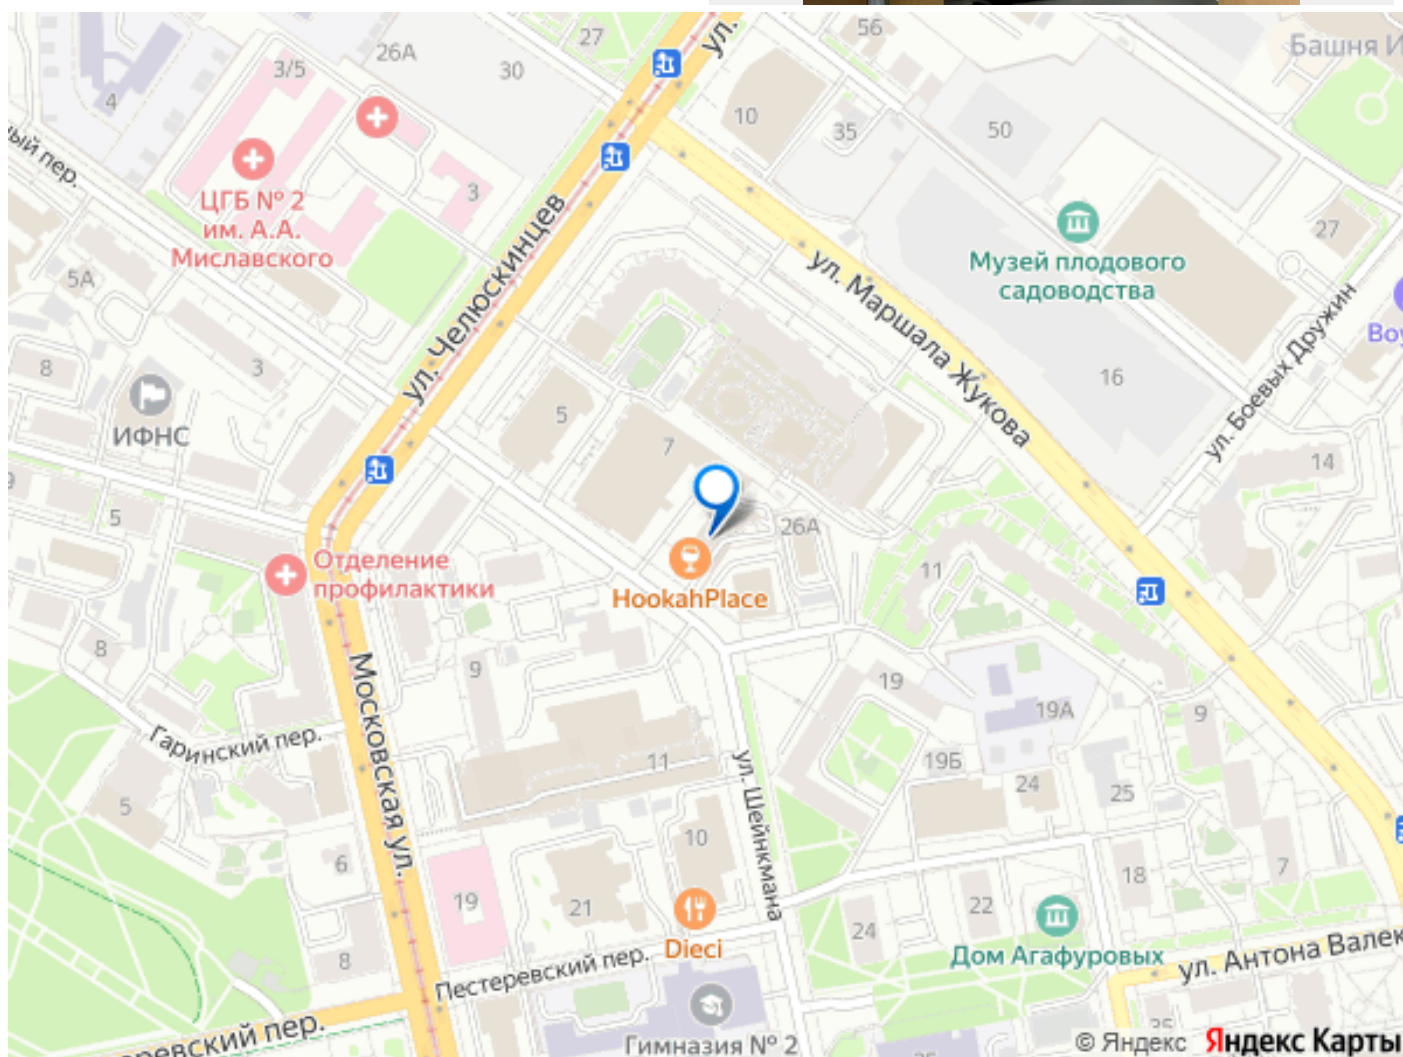 27
ул.
56
Башня И
26А
3/5
30
4
10
35
50
ый пер.
3
ЦГБ № 2
им. А.А.
Миславского
27
Музей плодового
садоводства
5А
ул. Челюскинцев
ул. Маршала Жукова
ул. Боевых Дружин
Воу
8
3
16
ИФНС
5
7
14
9
5
26А
Отделение
профилактики
HookahPlace
11
8
9
19
Московская ул.
19А
9
Гаринский пер.
11
ул. Шейнкмана
19Б
24
25
5
10
6
18
7
19
21
22
24
Dieci
Дом Агафуровых
ул. Антона Валек
8
Пестеревский пер.
ревский пер.
Гимназия № 2
© Яндекс Яндекс Карты